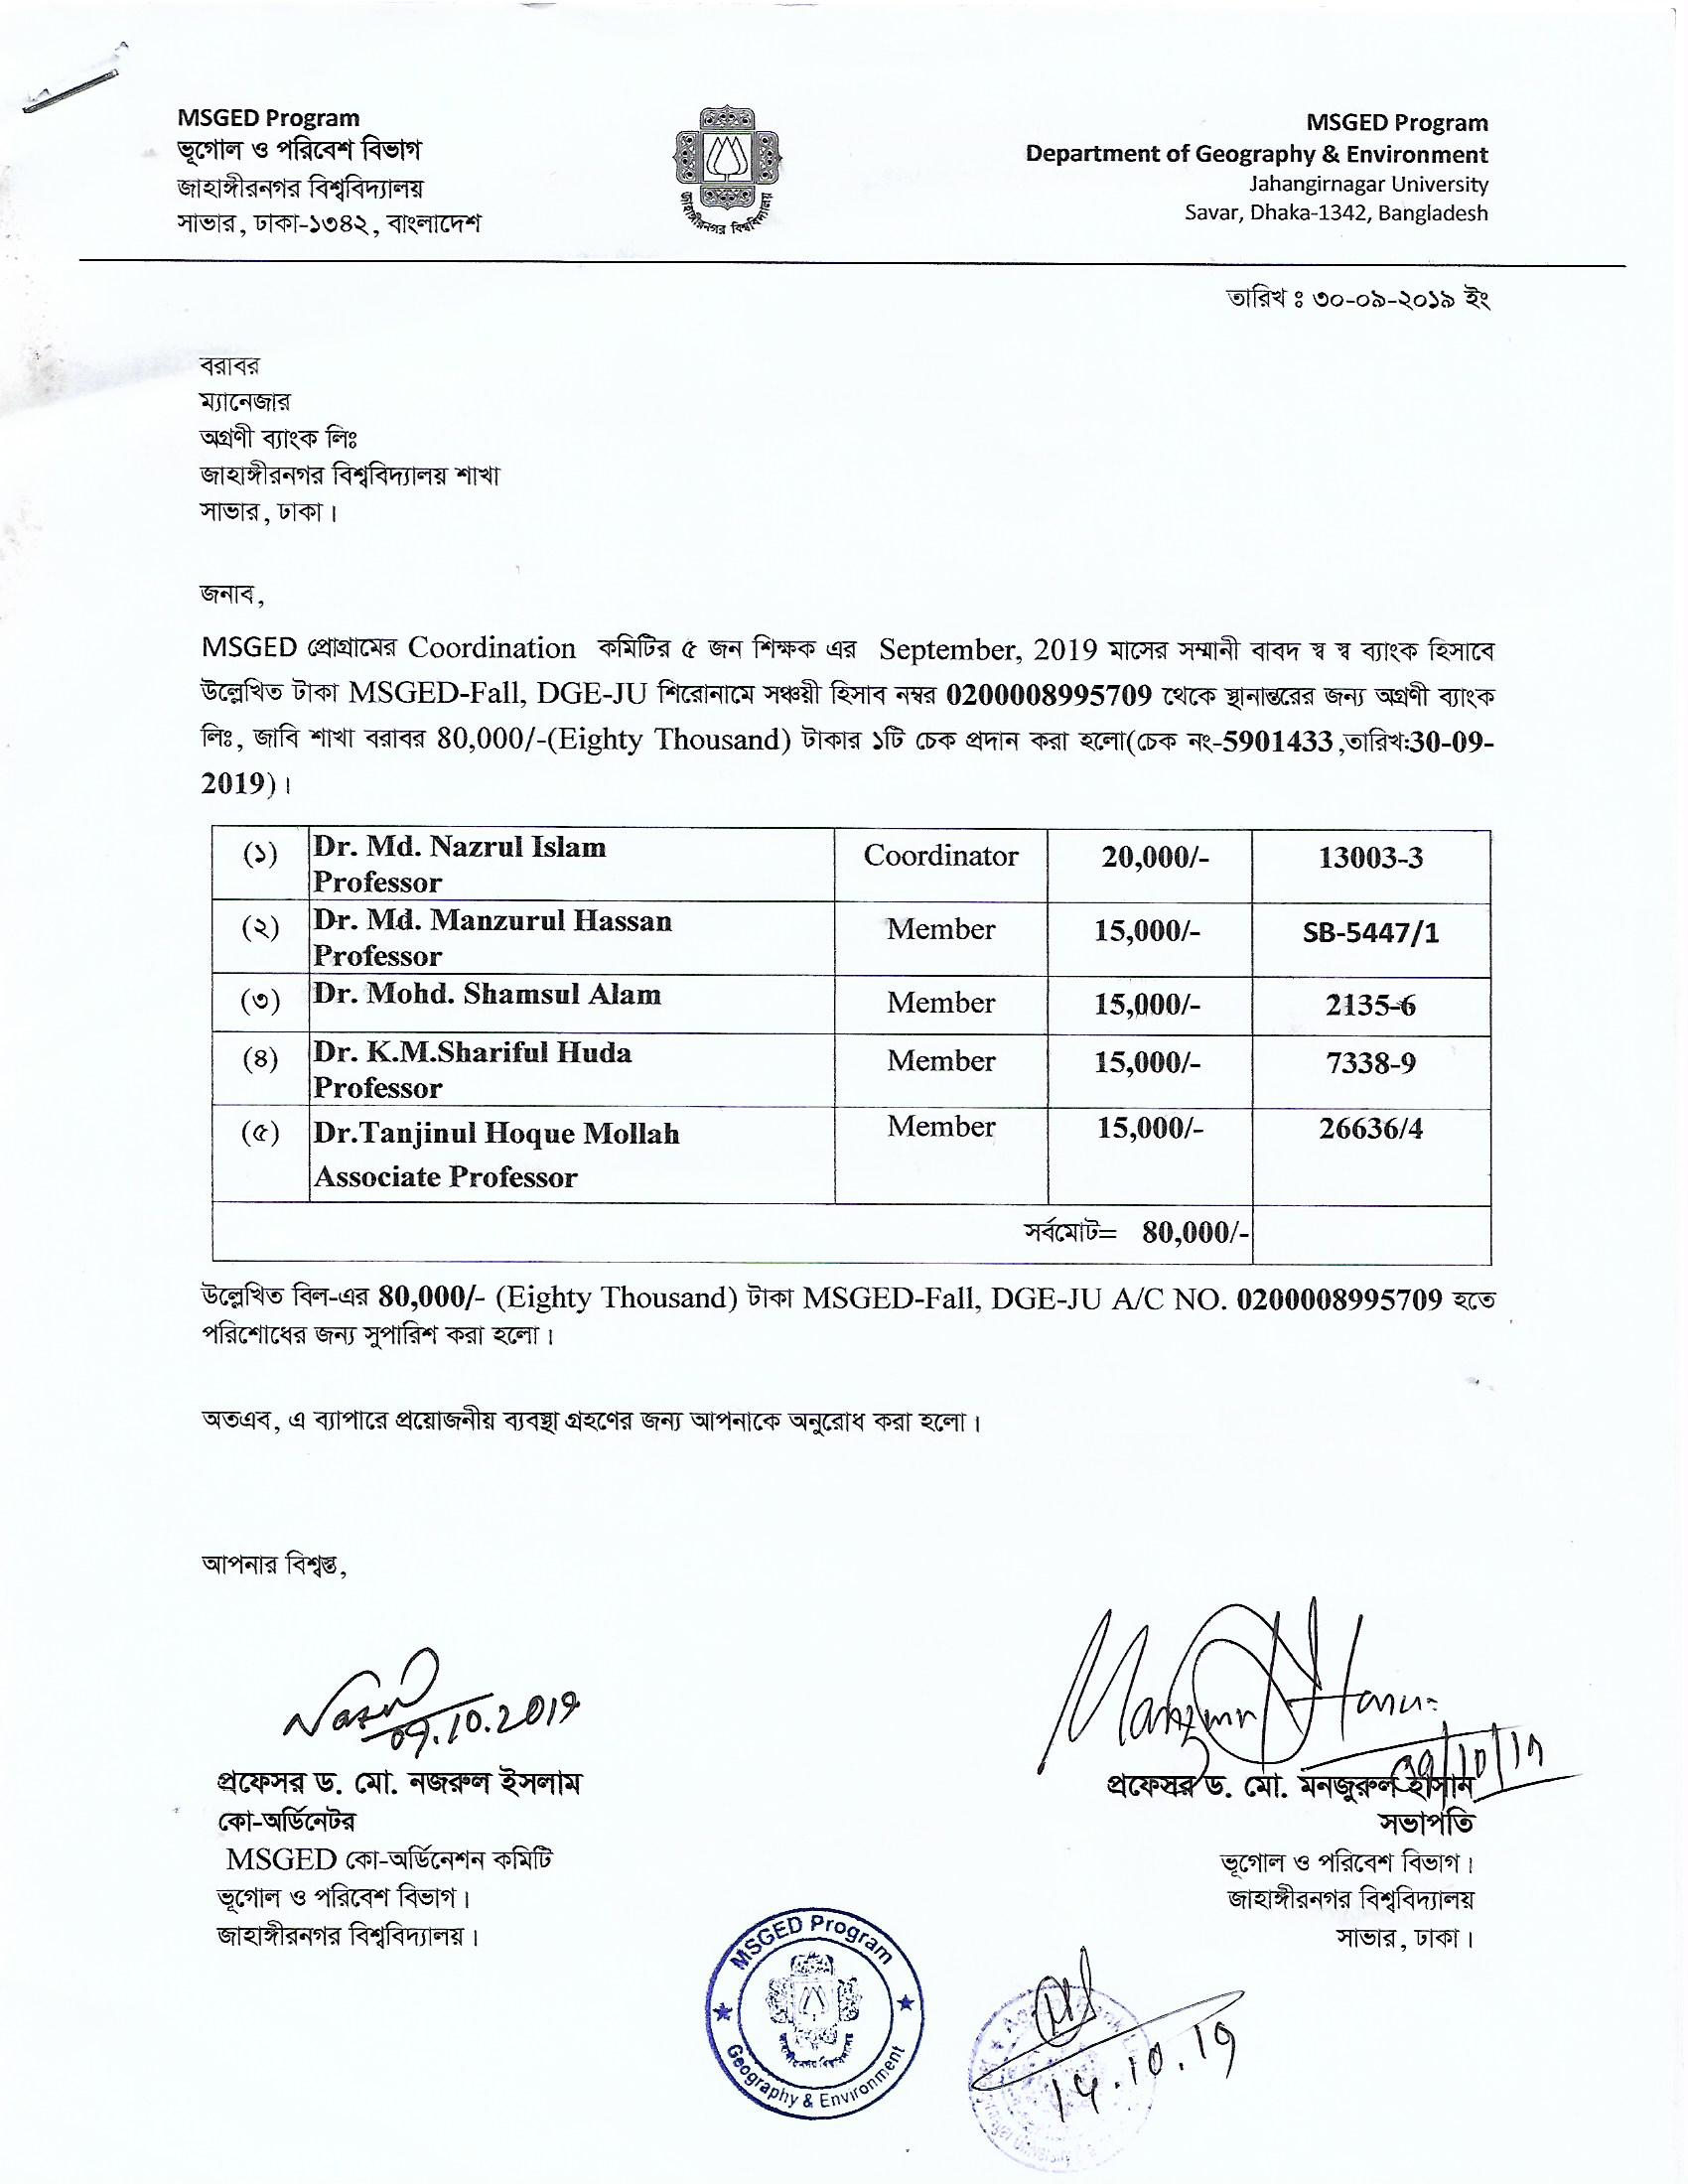 MSGED Program
ভূগোল ও পরিবেশ বিভাগ
জাহাঙ্গীরনগর বিশ্ববিদ্যালয়
সাভার, ঢাকা-১৩৪২, বাংলাদেশ
জাহাঙ্গীরনগর বিশ্ববিদ্যালয়
MSGED Program
Department of Geography & Environment
Jahangirnagar University
Savar, Dhaka-1342, Bangladesh
তারিখ ঃ ৩০-০৯-২০১৯ ইং
বরাবর
ম্যানেজার
অগ্রণী ব্যাংক লিঃ
জাহাঙ্গীরনগর বিশ্ববিদ্যালয় শাখা
সাভার, ঢাকা।
জনাব,
MSGED প্রোগ্রামের Coordination কমিটির ৫ জন শিক্ষক এর September, 2019 মাসের সম্মানী বাবদ স্ব স্ব ব্যাংক হিসাবে
উল্লেখিত টাকা MSGED-Fall, DGE-JU শিরোনামে সঞ্চয়ী হিসাব নম্বর 0200008995709 থেকে স্থানান্তরের জন্য অগ্রণী ব্যাংক
লিঃ, জাবি শাখা বরাবর 80,000/-(Eighty Thousand) টাকার ১টি চেক প্রদান করা হলো(চেক নং-5901433,তারিখ:30-09-
2019)।
(১) Dr. Md. Nazrul Islam Coordinator 20,000/- 13003-3
Professor
(২) Dr. Md. Manzurul Hassan Member 15,000/- SB-5447/1
Professor
(৩) Dr. Mohd. Shamsul Alam Member 15,000/- 2135-6
(৪) Dr. K.M.Shariful Huda Member 15,000/- 7338-9
Professor
(৫) Dr.Tanjinul Hoque Mollah Member 15,000/- 26636/4
Associate Professor
সর্বমোট= 80,000/-
উল্লেখিত বিল-এর 80,000/- (Eighty Thousand) টাকা MSGED-Fall, DGE-JU A/C NO. 0200008995709 হতে
পরিশোধের জন্য সুপারিশ করা হলো।
অতএব, এ ব্যাপারে প্রয়োজনীয় ব্যবস্থা গ্রহণের জন্য আপনাকে অনুরোধ করা হলো।
আপনার বিশ্বস্ত,
09.10.2019
প্রফেসর ড. মো. নজরুল ইসলাম
কো-অর্ডিনেটর
MSGED কো-অর্ডিনেশন কমিটি
ভূগোল ও পরিবেশ বিভাগ।
জাহাঙ্গীরনগর বিশ্ববিদ্যালয়।
09/10/19
প্রফেসর ড. মো. মনজুরুল হাসান
সভাপতি
ভূগোল ও পরিবেশ বিভাগ।
জাহাঙ্গীরনগর বিশ্ববিদ্যালয়
সাভার, ঢাকা।
MSGED Program
জাহাঙ্গীরনগর বিশ্ববিদ্যালয়
Geography & Environment
14.10.19